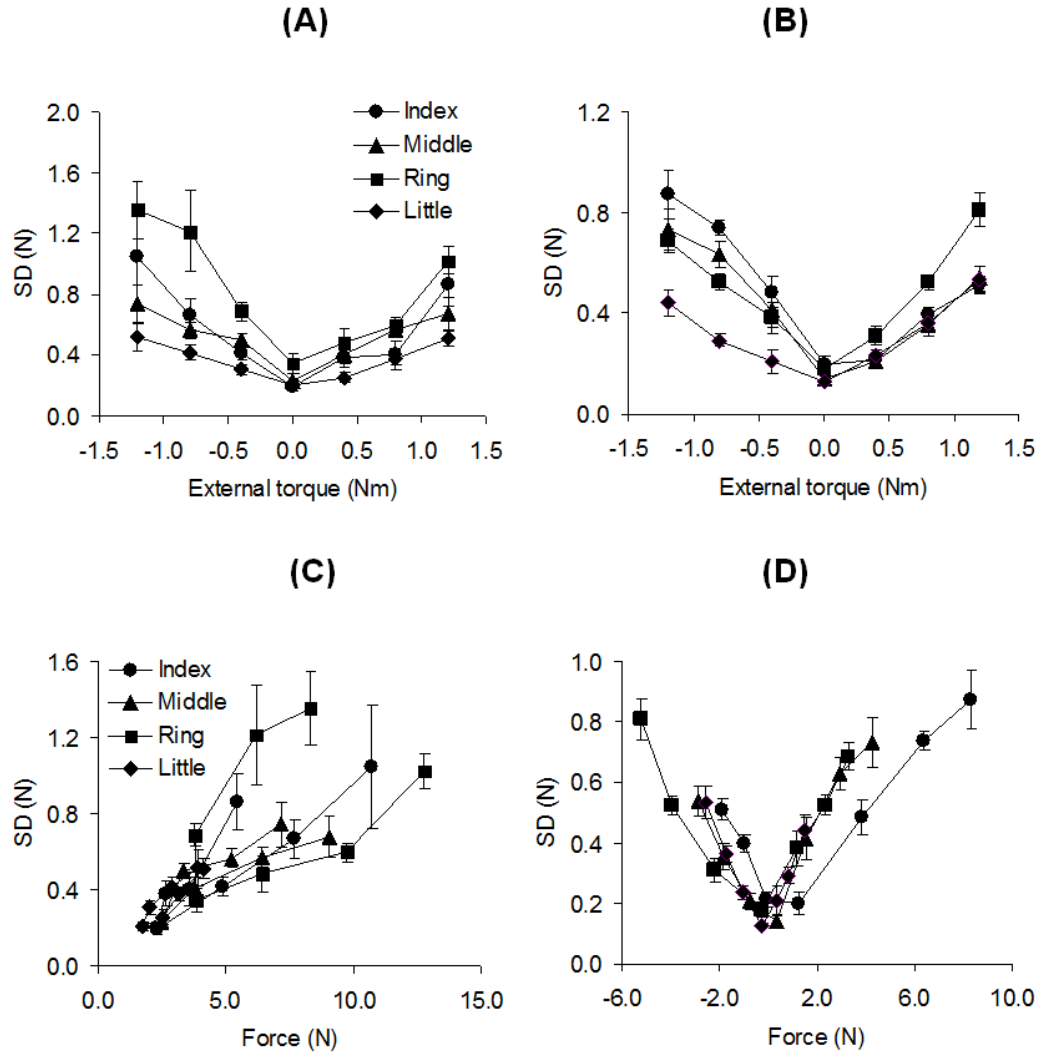 (A)
2.0
1.6
1.2
0.8
0.4
0.0
SD (N)
-1.5 -1.0 -0.5 0.0 0.5 1.0 1.5
External torque (Nm)
Index
Middle
Ring
Little
(B)
1.2
0.8
0.4
0.0
SD (N)
-1.5 -1.0 -0.5 0.0 0.5 1.0 1.5
External torque (Nm)
(C)
1.6
1.2
0.8
0.4
0.0
SD (N)
0.0 5.0 10.0 15.0
Force (N)
Index
Middle
Ring
Little
(D)
1.0
0.8
0.6
0.4
0.2
0.0
SD (N)
-6.0 -2.0 2.0 6.0 10.0
Force (N)